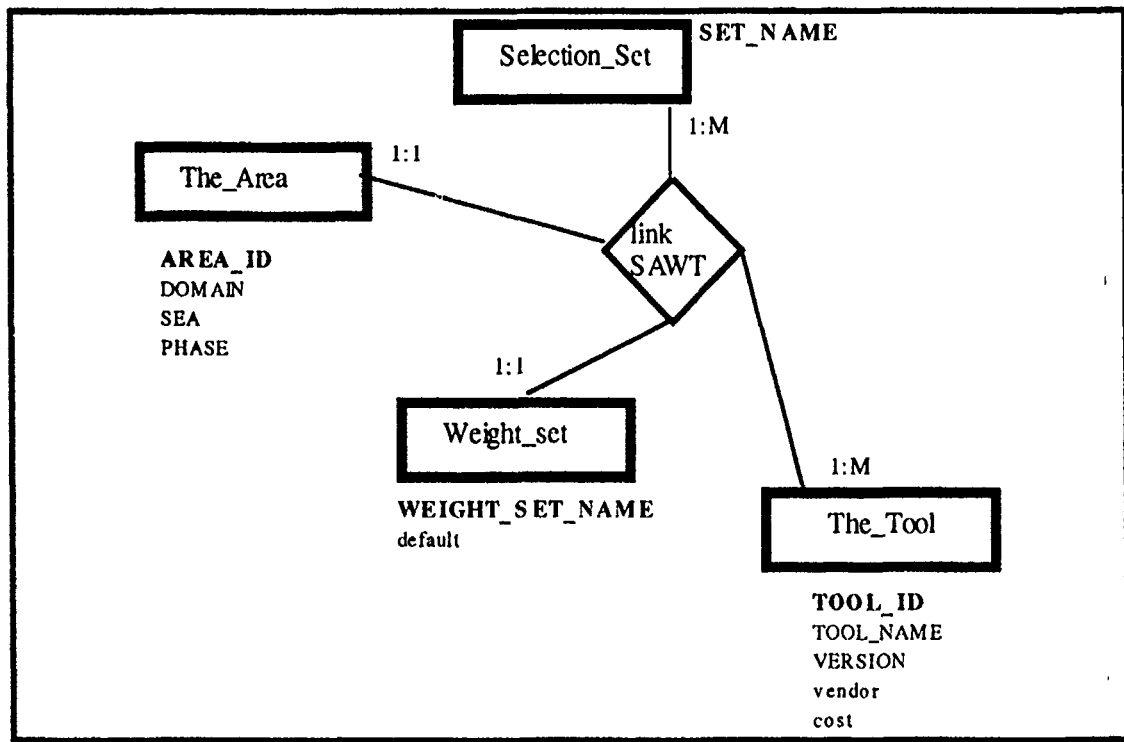 SET_NAME
Selection_Set
1:M
1:1
The_Area
link
SAWT
AREA_ID
DOMAIN
SEA
PHASE
1:1
Weight_set
1:M
WEIGHT_SET_NAME
default
The_Tool
TOOL_ID
TOOL_NAME
VERSION
vendor
cost